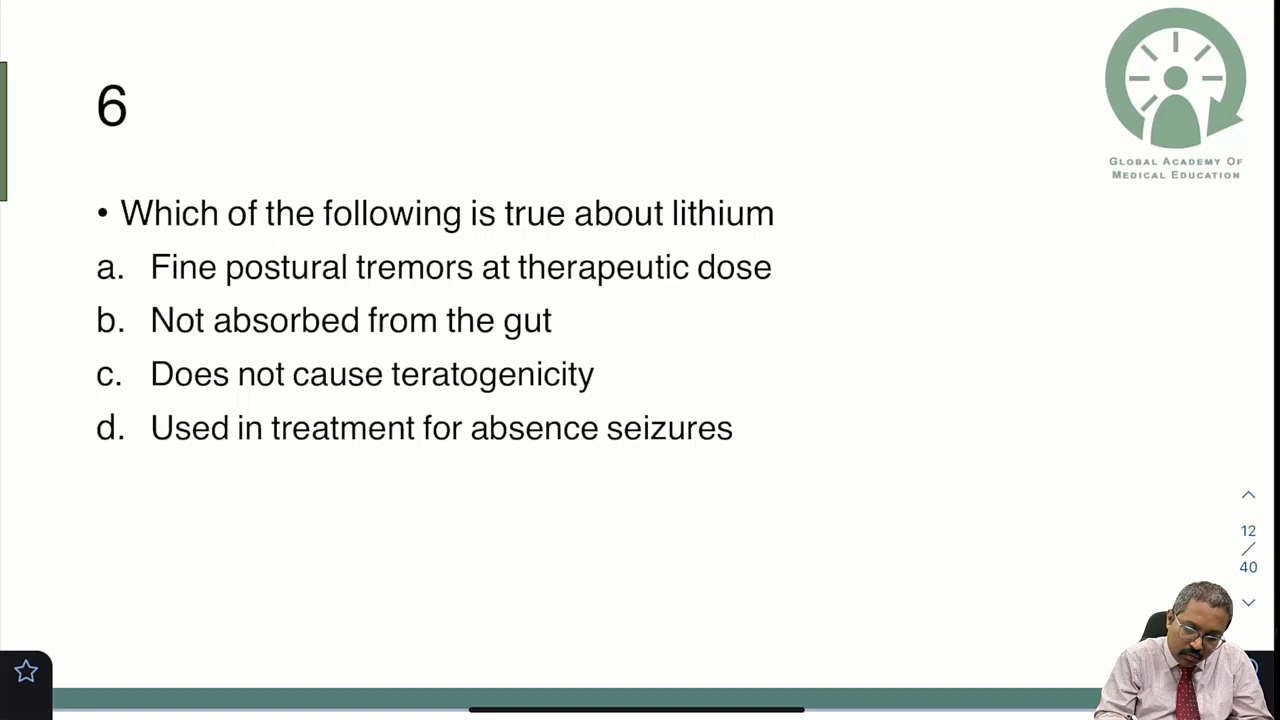 6
GLOBAL ACADEMY OF
MEDICAL EDUCATION
• Which of the following is true about lithium
a. Fine postural tremors at therapeutic dose
b. Not absorbed from the gut
c. Does not cause teratogenicity
d. Used in treatment for absence seizures
12
/
40